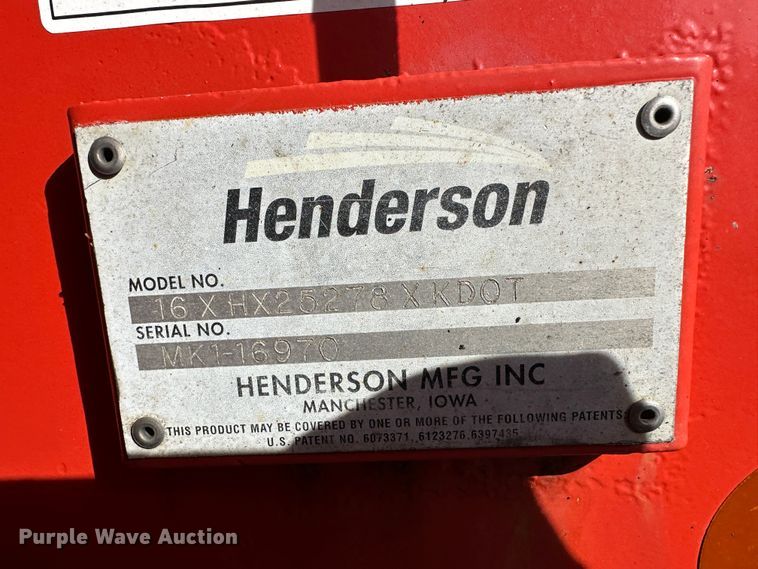 Henderson
MODEL NO.
16 X HX25278 X KDOT
SERIAL NO.
MK1-16970
HENDERSON MFG INC
MANCHESTER, IOWA
THIS PRODUCT MAY BE COVERED BY ONE OR MORE OF THE FOLLOWING PATENTS:
U.S. PATENT NO. 6073371, 6123276,6397435
Purple Wave Auction